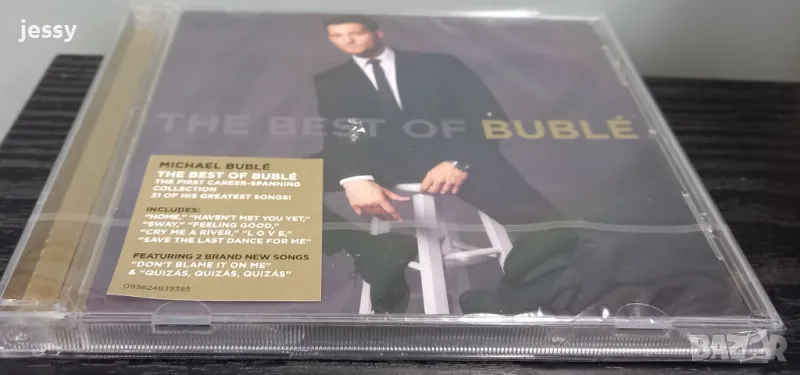 jessy
THE BEST OF BUBLÉ
MICHAEL BUBLÉ
THE BEST OF BUBLÉ
THE FIRST CAREER-SPANNING
COLLECTION
21 OF HIS GREATEST SONGS!
INCLUDES:
"HOME," "HAVEN'T MET YOU YET,"
"SWAY," "FEELING GOOD,"
"CRY ME A RIVER," "L O V E,"
"SAVE THE LAST DANCE FOR ME"
FEATURING 2 BRAND NEW SONGS
"DON'T BLAME IT ON ME"
& "QUIZÁS, QUIZÁS, QUIZÁS"
093624839385
BAZAR